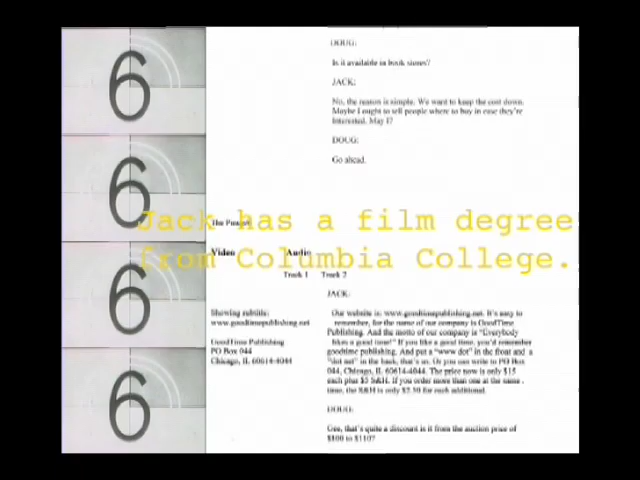 6
DOUG:
Is it available in book stores?
JACK:
No, the reason is simple. We want to keep the cost down.
Maybe I ought to tell people where to buy in case they're
interested. May I?
DOUG:
Go ahead.
6
Jack has a film degree
from Columbia College.
The
Video Audio
Track 1 Track 2
6
JACK:
Showing subtitle:
www.goodtimepublishing.net
GoodTime Publishing
PO Box 044
Chicago, IL 60614-4044
Our website is: www.goodtimepublishing.net. It's easy to
remember, for the name of our company is GoodTime
Publishing. And the motto of our company is "Everybody
likes a good time!" If you like a good time, you'd remember
goodtime publishing. And put a "www dot" in the front and a
"dot net" in the back, that's us. Or you can write to PO Box
044, Chicago, IL 60614-4044. The price now is only $15
each plus $5 S&H. If you order more than one at the same
time, the S&H is only $2.50 for each additional.
6
DOUG:
Gee, that's quite a discount is it from the auction price of
$100 to $110?